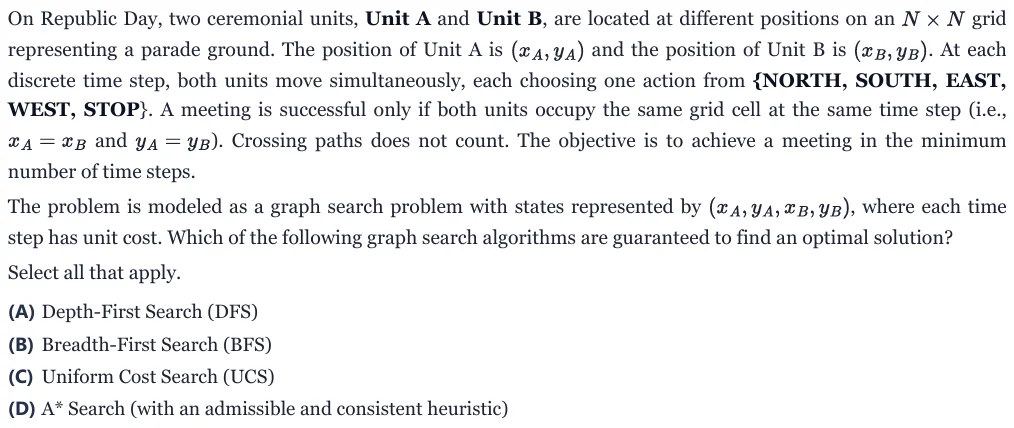 On Republic Day, two ceremonial units, Unit A and Unit B, are located at different positions on an N × N grid
representing a parade ground. The position of Unit A is (x_A, y_A) and the position of Unit B is (x_B, y_B). At each
discrete time step, both units move simultaneously, each choosing one action from {NORTH, SOUTH, EAST,
WEST, STOP}. A meeting is successful only if both units occupy the same grid cell at the same time step (i.e.,
x_A = x_B and y_A = y_B). Crossing paths does not count. The objective is to achieve a meeting in the minimum
number of time steps.
The problem is modeled as a graph search problem with states represented by (x_A, y_A, x_B, y_B), where each time
step has unit cost. Which of the following graph search algorithms are guaranteed to find an optimal solution?
Select all that apply.
(A) Depth-First Search (DFS)
(B) Breadth-First Search (BFS)
(C) Uniform Cost Search (UCS)
(D) A* Search (with an admissible and consistent heuristic)